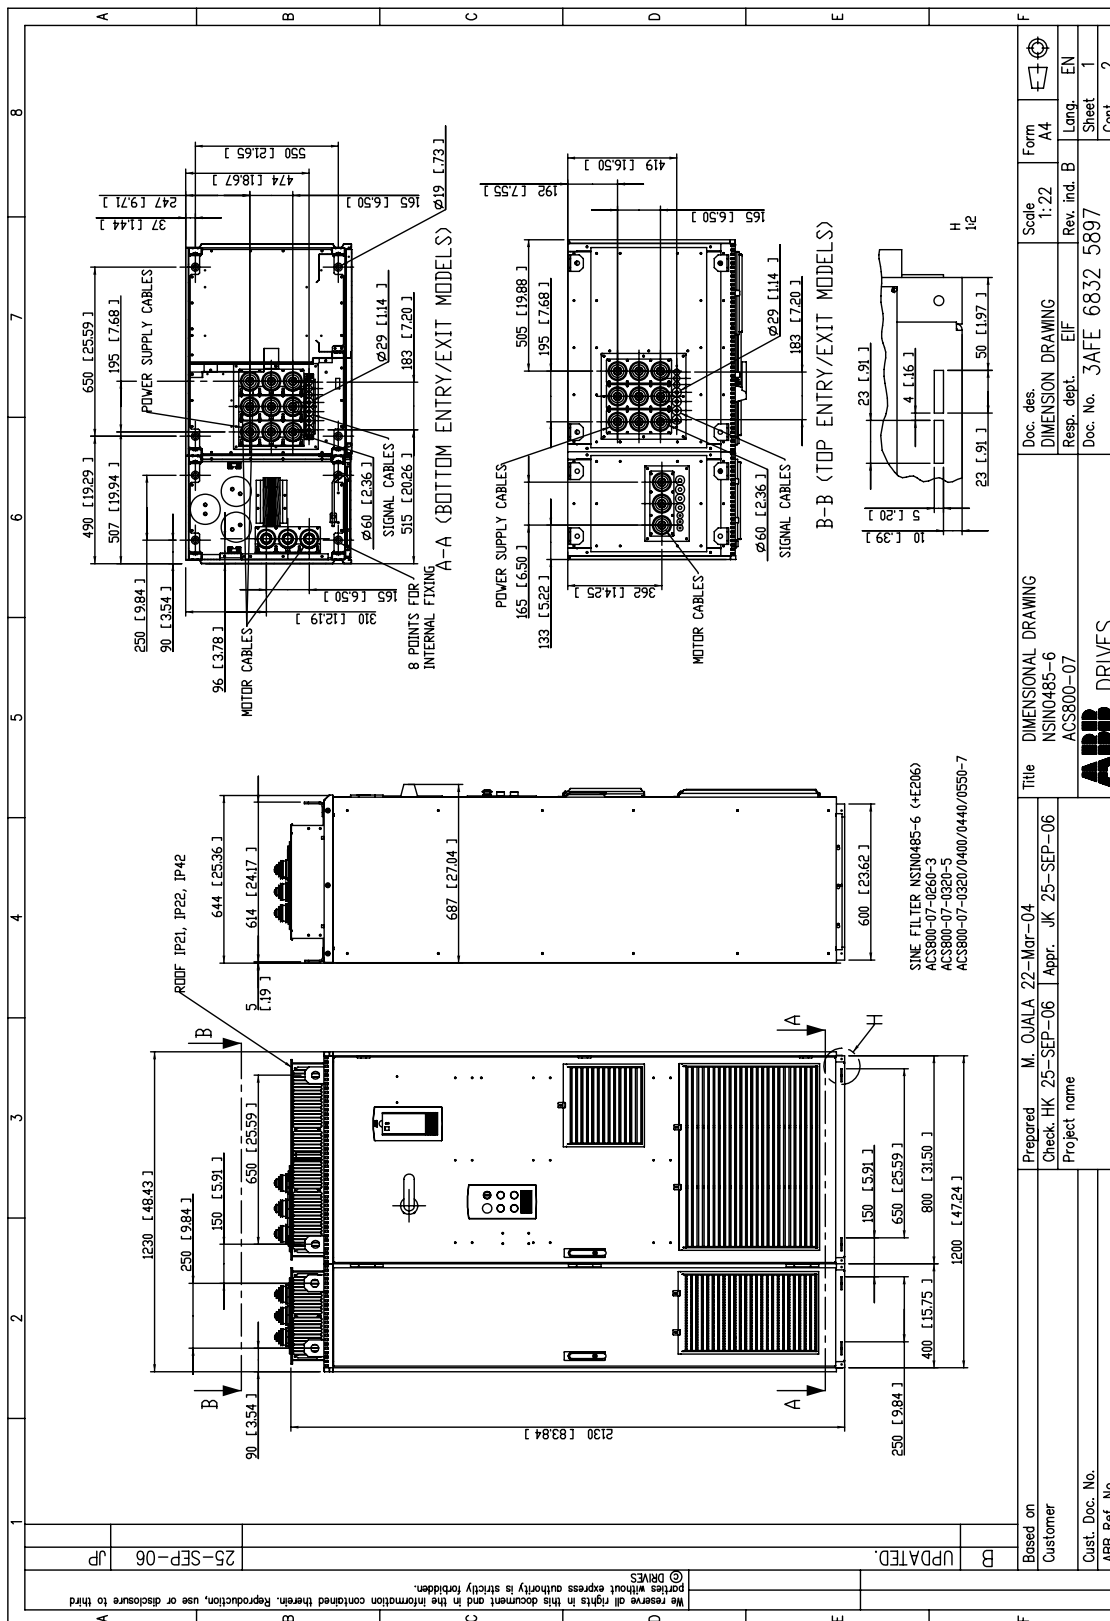 A
B
C
D
E
F
8
7
6
5
4
3
2
1
37 [1.44 ]
247 [9.71 ]
474 [18.67 ]
550 [21.65 ]
165 [6.50 ]
Ø19 [.73 ]
650 [25.59 ]
195 [7.68 ]
POWER SUPPLY CABLES
490 [19.29 ]
507 [19.94 ]
250 [9.84 ]
90 [3.54 ]
96 [3.78 ]
MOTOR CABLES
310 [12.19 ]
165 [6.50 ]
8 POINTS FOR
INTERNAL FIXING
Ø29 [1.14 ]
183 [7.20 ]
Ø60 [2.36 ]
SIGNAL CABLES
515 [20.26 ]
A-A (BOTTOM ENTRY/EXIT MODELS)
192 [7.55 ]
419 [16.50 ]
165 [6.50 ]
505 [19.88 ]
195 [7.68 ]
POWER SUPPLY CABLES
165 [6.50 ]
133 [5.22 ]
362 [14.25 ]
MOTOR CABLES
Ø29 [1.14 ]
183 [7.20 ]
Ø60 [2.36 ]
SIGNAL CABLES
B-B (TOP ENTRY/EXIT MODELS)
23 [.91 ]
4 [.16 ]
50 [1.97 ]
23 [.91 ]
5 [.20 ]
10 [.39 ]
H
1:2
ROOF IP21, IP22, IP42
644 [25.36 ]
614 [24.17 ]
5
[.19 ]
687 [27.04 ]
600 [23.62 ]
SINE FILTER NSIN0485-6 (+E206)
ACS800-07-0260-3
ACS800-07-0320-5
ACS800-07-0320/0400/0440/0550-7
B
B
1230 [48.43 ]
650 [25.59 ]
150 [5.91 ]
250 [9.84 ]
90 [3.54 ]
2130 [83.84 ]
A
A
H
150 [5.91 ]
650 [25.59 ]
800 [31.50 ]
1200 [47.24 ]
400 [15.75 ]
250 [9.84 ]
We reserve all rights in this document and in the information contained therein. Reproduction, use or disclosure to third
parties without express authority is strictly forbidden.
© DRIVES
B
UPDATED.
25-SEP-06
JP
Based on
Customer
Cust. Doc. No.
ABB Ref. No.
Prepared M. OJALA 22-Mar-04
Check. HK 25-SEP-06
Appr. JK 25-SEP-06
Project name
Title DIMENSIONAL DRAWING
NSIN0485-6
ACS800-07
ABB DRIVES
Doc. des.
DIMENSION DRAWING
Resp. dept. EIF
Doc. No. 3AFE 6832 5897
Scale
1:22
Form
A4
Rev. ind. B
Lang. EN
Sheet 1
Cont. 2
A
B
C
D
E
F